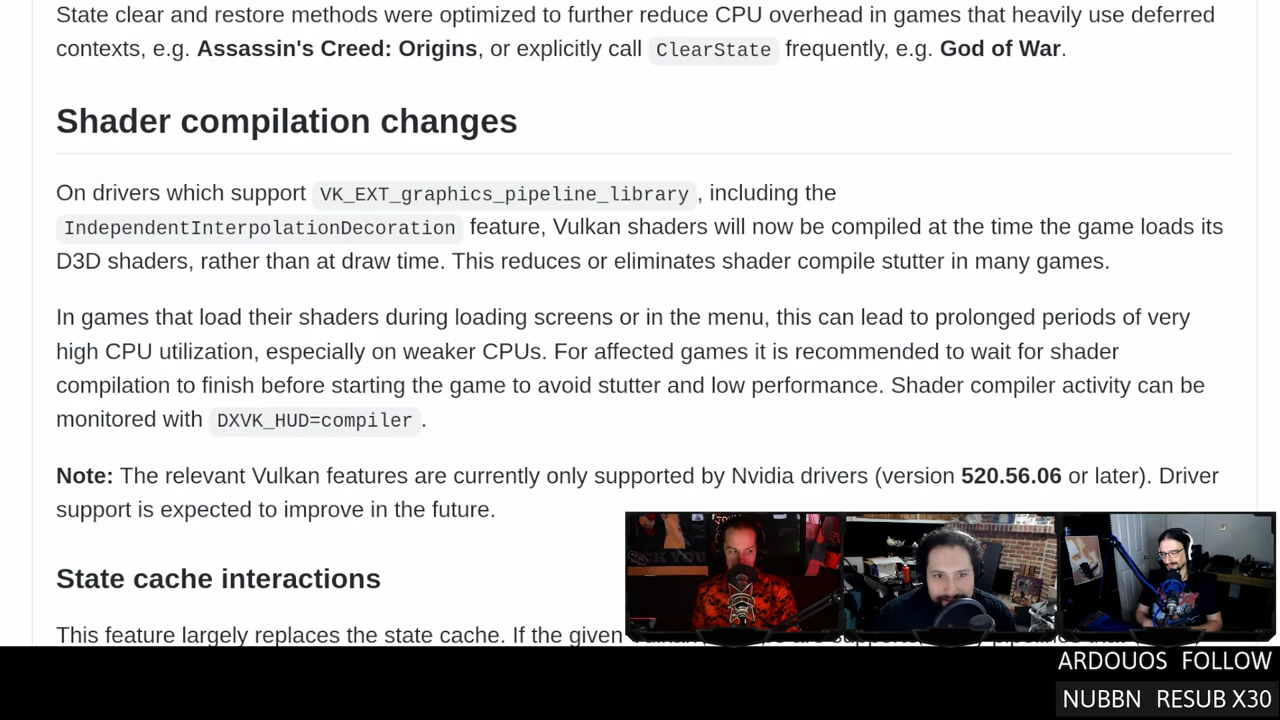 State clear and restore methods were optimized to further reduce CPU overhead in games that heavily use deferred
contexts, e.g. Assassin's Creed: Origins, or explicitly call ClearState frequently, e.g. God of War.
Shader compilation changes
On drivers which support VK_EXT_graphics_pipeline_library, including the
IndependentInterpolationDecoration feature, Vulkan shaders will now be compiled at the time the game loads its
D3D shaders, rather than at draw time. This reduces or eliminates shader compile stutter in many games.
In games that load their shaders during loading screens or in the menu, this can lead to prolonged periods of very
high CPU utilization, especially on weaker CPUs. For affected games it is recommended to wait for shader
compilation to finish before starting the game to avoid stutter and low performance. Shader compiler activity can be
monitored with DXVK_HUD=compiler.
Note: The relevant Vulkan features are currently only supported by Nvidia drivers (version 520.56.06 or later). Driver
support is expected to improve in the future.
State cache interactions
This feature largely replaces the state cache. If the given
ARDOUOS FOLLOW
NUBBN RESUB X30